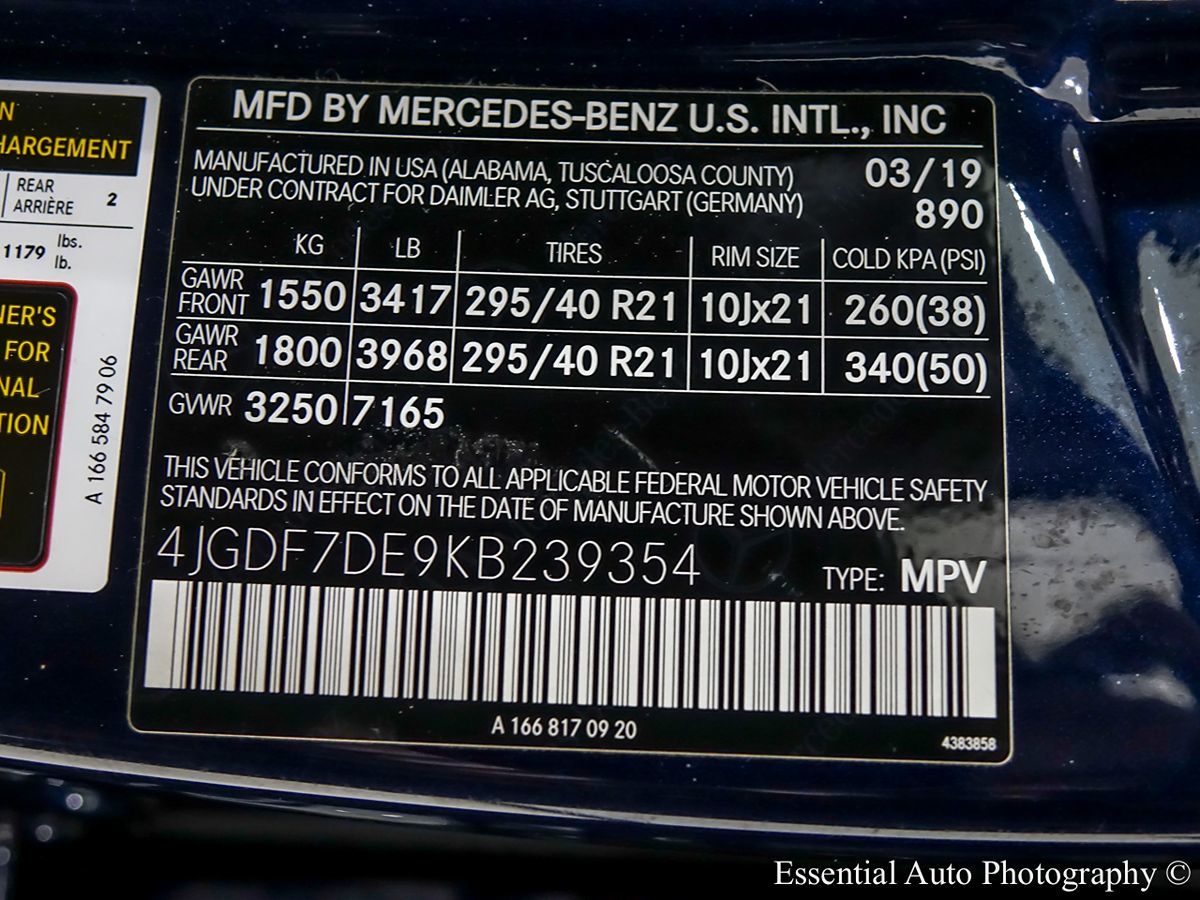 N
HARGEMENT
REAR
ARRIÈRE 2
1179 lbs.
lb.
NER'S
FOR
NAL
TION
A 166 584 79 06
MFD BY MERCEDES-BENZ U.S. INTL., INC
MANUFACTURED IN USA (ALABAMA, TUSCALOOSA COUNTY) 03/19
UNDER CONTRACT FOR DAIMLER AG, STUTTGART (GERMANY) 890
KG LB TIRES RIM SIZE COLD KPA (PSI)
GAWR FRONT 1550 3417 295/40 R21 10Jx21 260(38)
GAWR REAR 1800 3968 295/40 R21 10Jx21 340(50)
GVWR 3250 7165
THIS VEHICLE CONFORMS TO ALL APPLICABLE FEDERAL MOTOR VEHICLE SAFETY
STANDARDS IN EFFECT ON THE DATE OF MANUFACTURE SHOWN ABOVE.
4JGDF7DE9KB239354 TYPE: MPV
A 166 817 09 20
4383858
Essential Auto Photography ©